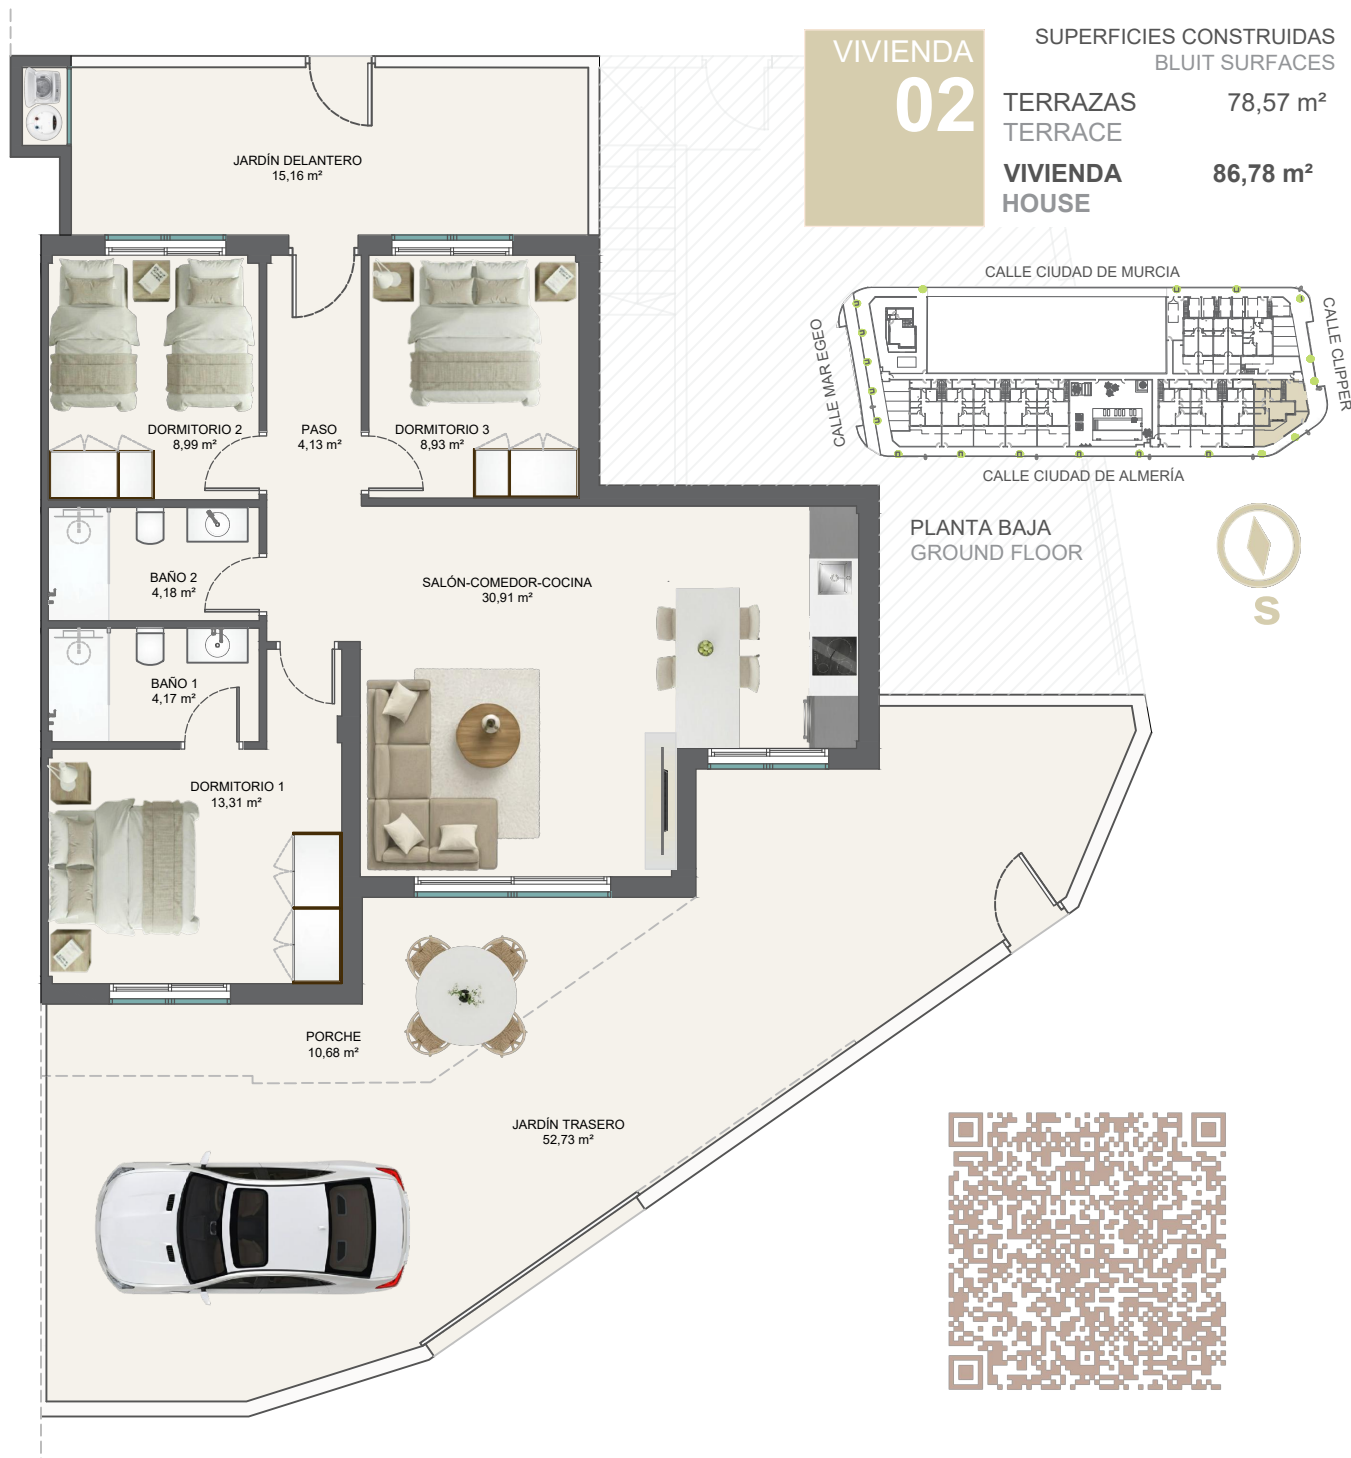 VIVIENDA
02
SUPERFICIES CONSTRUIDAS
BLUIT SURFACES
TERRAZAS 78,57 m²
TERRACE
VIVIENDA 86,78 m²
HOUSE
CALLE CIUDAD DE MURCIA
CALLE MAR EGEO
CALLE CLIPPER
CALLE CIUDAD DE ALMERÍA
PLANTA BAJA
GROUND FLOOR
S
JARDÍN DELANTERO
15,16 m²
DORMITORIO 2
8,99 m²
PASO
4,13 m²
DORMITORIO 3
8,93 m²
BAÑO 2
4,18 m²
SALÓN-COMEDOR-COCINA
30,91 m²
BAÑO 1
4,17 m²
DORMITORIO 1
13,31 m²
PORCHE
10,68 m²
JARDÍN TRASERO
52,73 m²